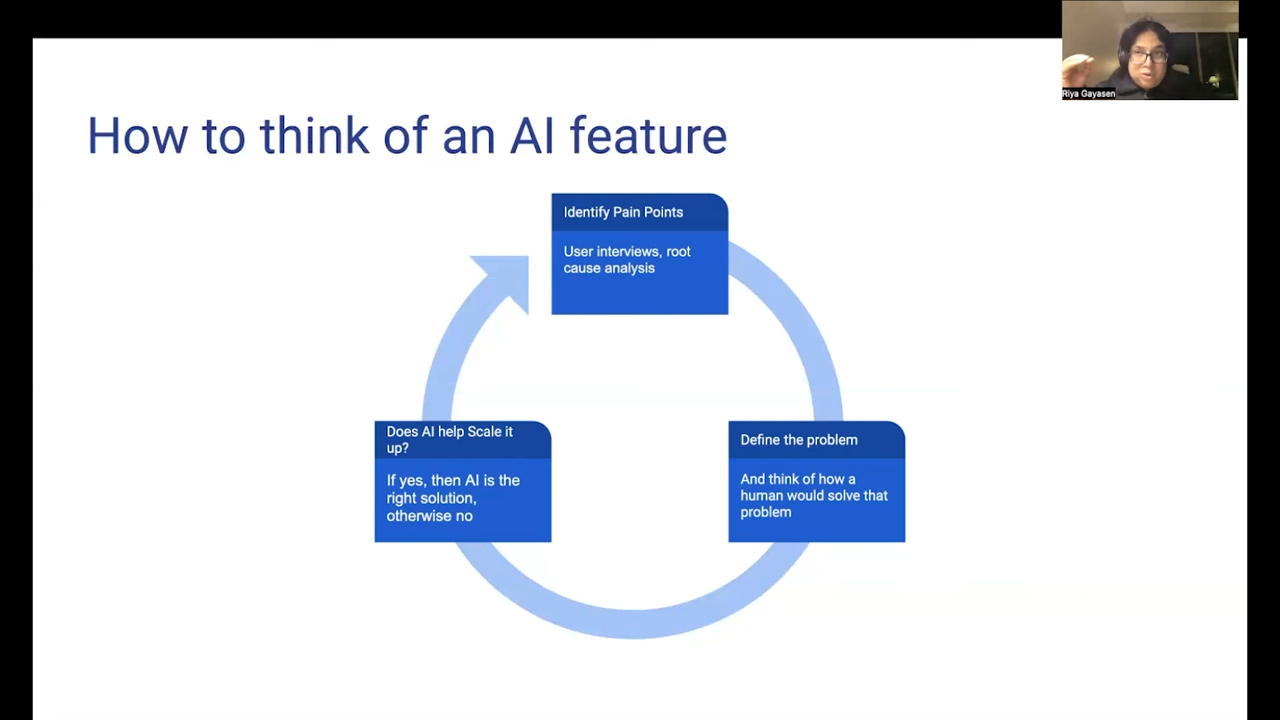 Riya Gayasen
How to think of an AI feature
Identify Pain Points
User interviews, root
cause analysis
Does AI help Scale it
up?
If yes, then AI is the
right solution,
otherwise no
Define the problem
And think of how a
human would solve that
problem